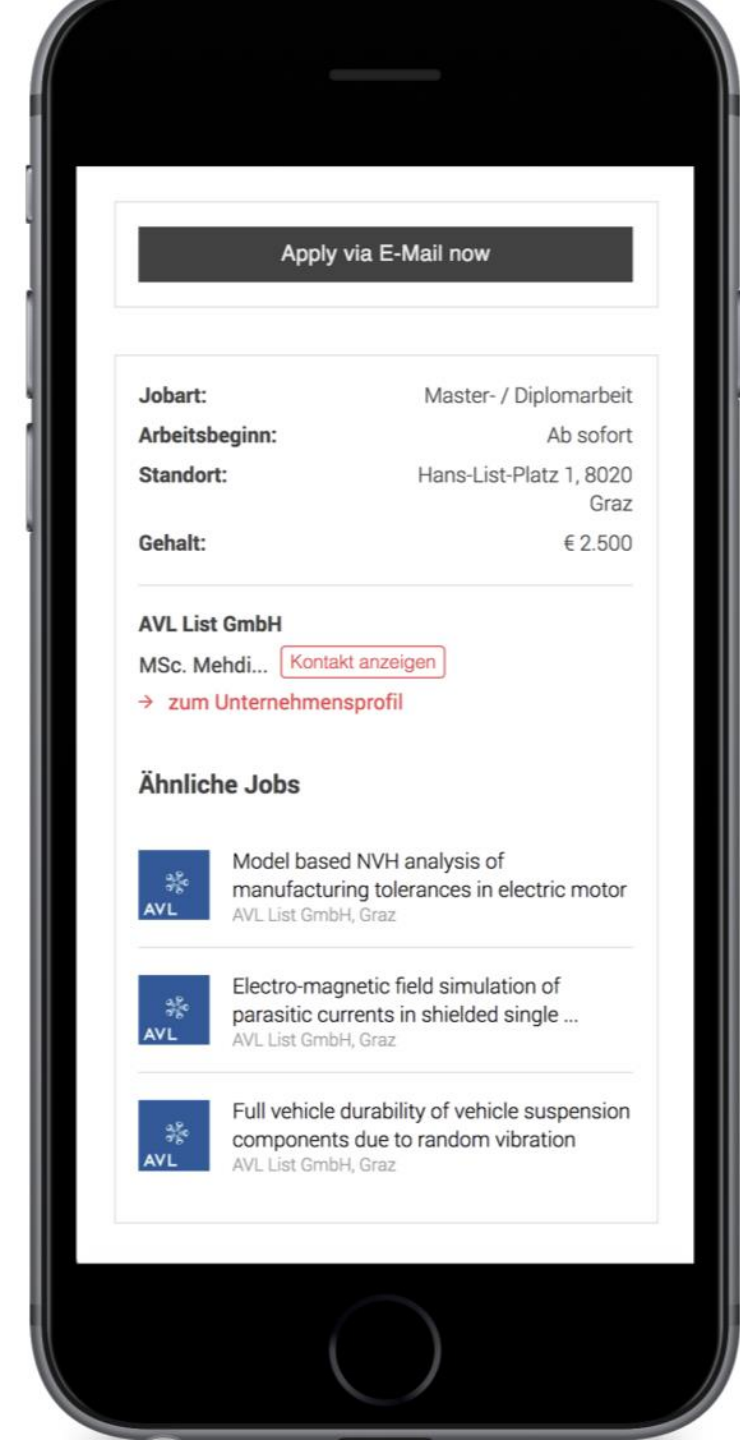 Apply via E-Mail now
Jobart: Master- / Diplomarbeit
Arbeitsbeginn: Ab sofort
Standort: Hans-List-Platz 1, 8020
Graz
Gehalt: € 2.500
AVL List GmbH
MSc. Mehdi... Kontakt anzeigen
→ zum Unternehmensprofil
Ähnliche Jobs
Model based NVH analysis of
manufacturing tolerances in electric motor
AVL List GmbH, Graz
AVL
Electro-magnetic field simulation of
parasitic currents in shielded single ...
AVL List GmbH, Graz
AVL
Full vehicle durability of vehicle suspension
components due to random vibration
AVL List GmbH, Graz
AVL